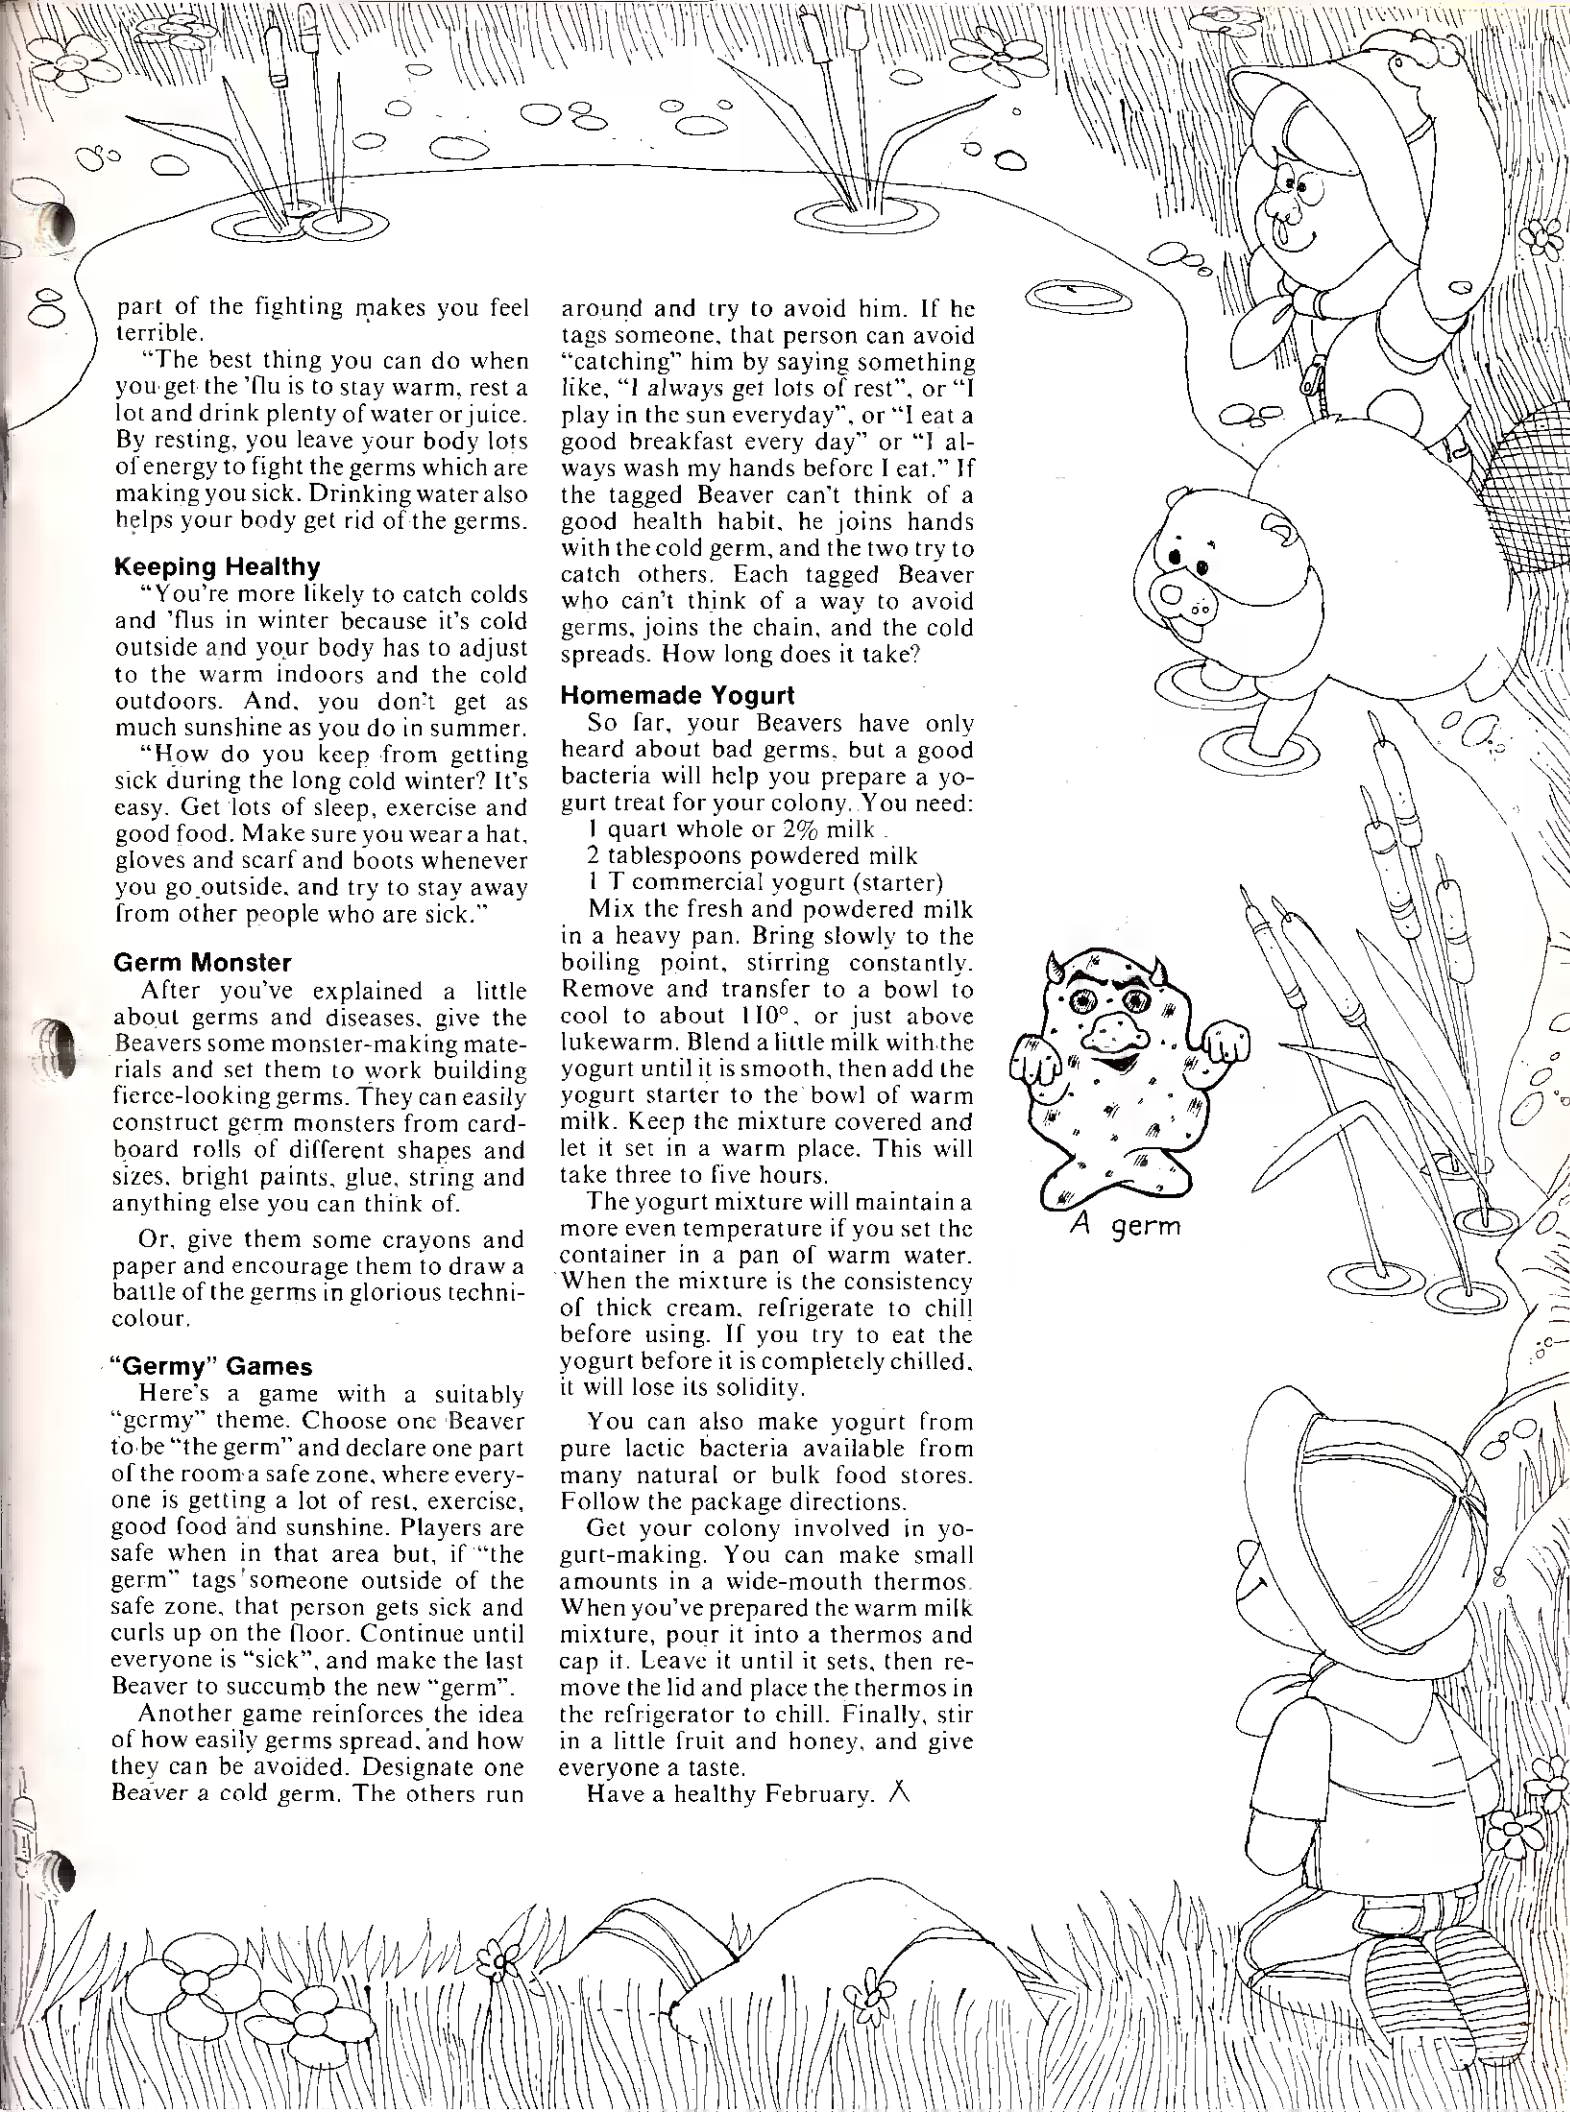 part of the fighting makes you feel
terrible.
“The best thing you can do when
you get the 'flu is to stay warm, rest a
lot and drink plenty of water or juice.
By resting, you leave your body lots
of energy to fight the germs which are
making you sick. Drinking water also
helps your body get rid of the germs.
Keeping Healthy
“You're more likely to catch colds
and 'flus in winter because it's cold
outside and your body has to adjust
to the warm indoors and the cold
outdoors. And, you don't get as
much sunshine as you do in summer.
“How do you keep from getting
sick during the long cold winter? It's
easy. Get lots of sleep, exercise and
good food. Make sure you wear a hat,
gloves and scarf and boots whenever
you go outside, and try to stay away
from other people who are sick.”
Germ Monster
After you've explained a little
about germs and diseases, give the
Beavers some monster-making mate-
rials and set them to work building
fierce-looking germs. They can easily
construct germ monsters from card-
board rolls of different shapes and
sizes, bright paints, glue, string and
anything else you can think of.
Or, give them some crayons and
paper and encourage them to draw a
battle of the germs in glorious techni-
colour.
“Germy” Games
Here's a game with a suitably
“germy” theme. Choose one Beaver
to be “the germ” and declare one part
of the room a safe zone, where every-
one is getting a lot of rest, exercise,
good food and sunshine. Players are
safe when in that area but, if “the
germ” tags someone outside of the
safe zone, that person gets sick and
curls up on the floor. Continue until
everyone is “sick”, and make the last
Beaver to succumb the new “germ”.
Another game reinforces the idea
of how easily germs spread, and how
they can be avoided. Designate one
Beaver a cold germ. The others run
around and try to avoid him. If he
tags someone, that person can avoid
“catching” him by saying something
like, “I always get lots of rest”, or “I
play in the sun everyday”, or “I eat a
good breakfast every day” or “I al-
ways wash my hands before I eat.” If
the tagged Beaver can't think of a
good health habit, he joins hands
with the cold germ, and the two try to
catch others. Each tagged Beaver
who can't think of a way to avoid
germs, joins the chain, and the cold
spreads. How long does it take?
Homemade Yogurt
So far, your Beavers have only
heard about bad germs, but a good
bacteria will help you prepare a yo-
gurt treat for your colony. You need:
1 quart whole or 2% milk
2 tablespoons powdered milk
1 T commercial yogurt (starter)
Mix the fresh and powdered milk
in a heavy pan. Bring slowly to the
boiling point, stirring constantly.
Remove and transfer to a bowl to
cool to about 110°, or just above
lukewarm. Blend a little milk with the
yogurt until it is smooth, then add the
yogurt starter to the bowl of warm
milk. Keep the mixture covered and
let it set in a warm place. This will
take three to five hours.
The yogurt mixture will maintain a
more even temperature if you set the
container in a pan of warm water.
When the mixture is the consistency
of thick cream, refrigerate to chill
before using. If you try to eat the
yogurt before it is completely chilled,
it will lose its solidity.
You can also make yogurt from
pure lactic bacteria available from
many natural or bulk food stores.
Follow the package directions.
Get your colony involved in yo-
gurt-making. You can make small
amounts in a wide-mouth thermos.
When you've prepared the warm milk
mixture, pour it into a thermos and
cap it. Leave it until it sets, then re-
move the lid and place the thermos in
the refrigerator to chill. Finally, stir
in a little fruit and honey, and give
everyone a taste.
Have a healthy February.
A germ